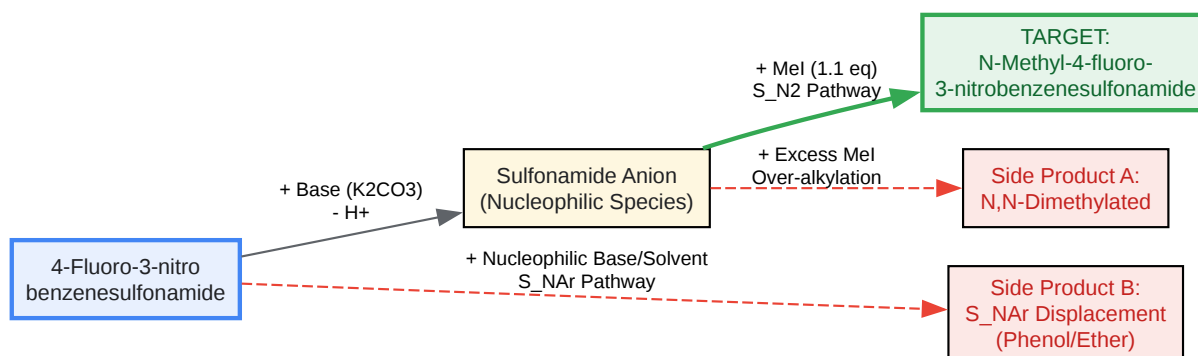 TARGET:
N-Methyl-4-fluoro-
3-nitrobenzenesulfonamide
+ MeI (1.1 eq)
S_N2 Pathway
+ Excess MeI
Over-alkylation
Sulfonamide Anion
(Nucleophilic Species)
Side Product A:
N,N-Dimethylated
+ Base (K2CO3)
- H+
+ Nucleophilic Base/Solvent
S_NAr Pathway
4-Fluoro-3-nitro
benzenesulfonamide
Side Product B:
S_NAr Displacement
(Phenol/Ether)